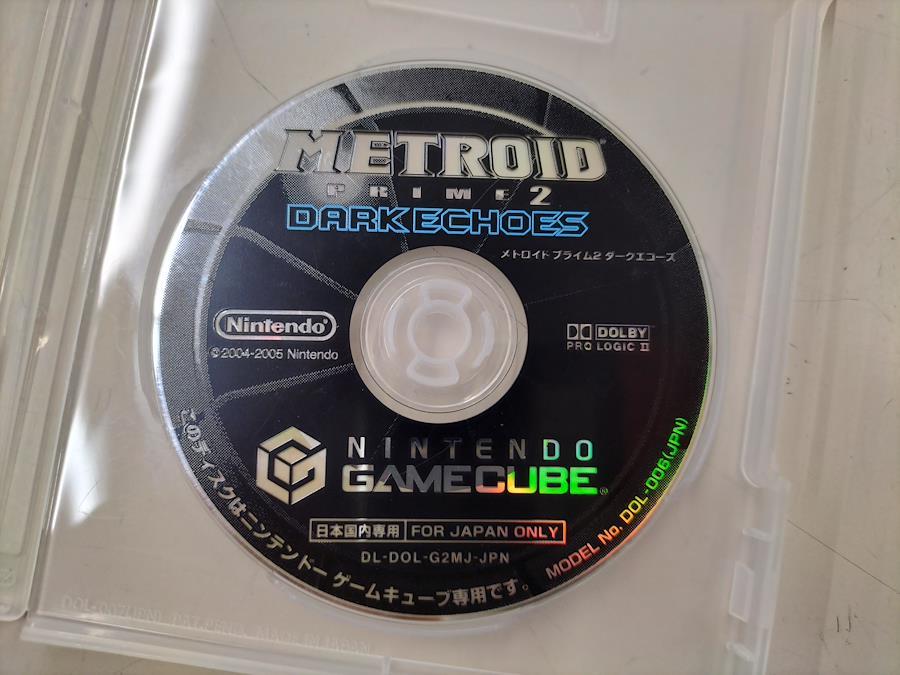 METROID
PRIME 2
DARK ECHOES
メトロイド プライム2 ダークエコーズ
Nintendo®
©2004-2005 Nintendo
DOLBY
PRO LOGIC II
NINTENDO
GAMECUBE®
日本国内専用 FOR JAPAN ONLY
DL-DOL-G2MJ-JPN
このディスクはニンテンドー ゲームキューブ専用です。
MODEL No. DOL-006(JPN)
MADE IN JAPAN